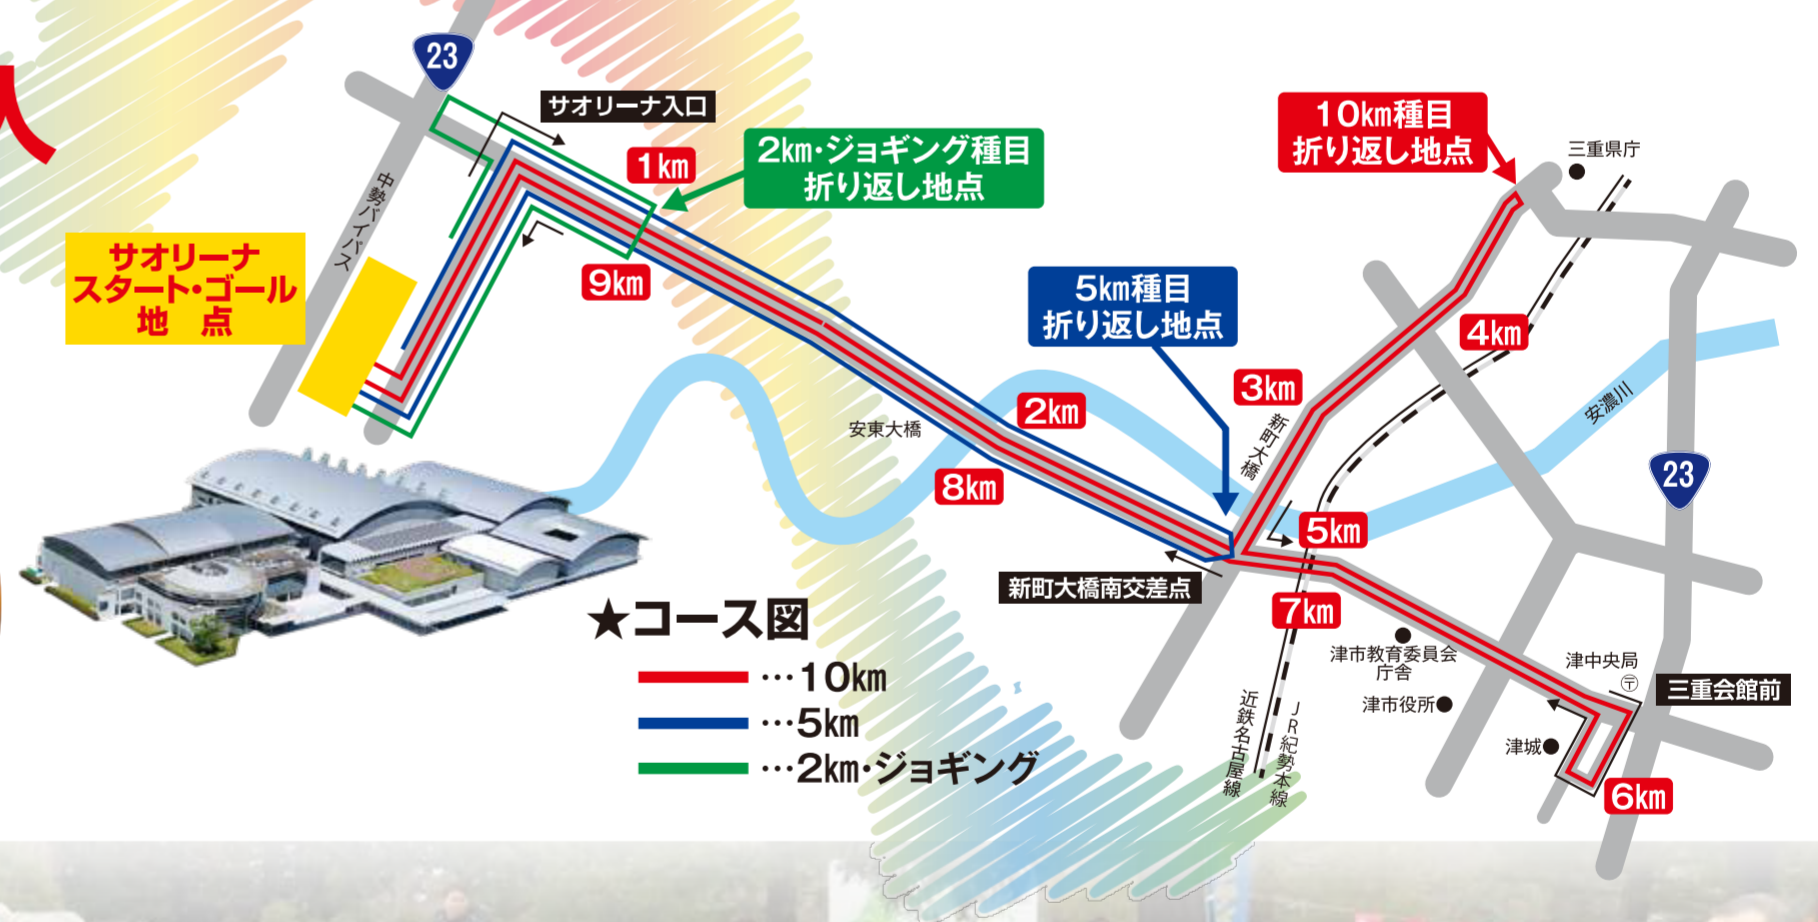 人
23
サオリーナ入口
1km
2km・ジョギング種目
折り返し地点
10km種目
折り返し地点
三重県庁
中勢バイパス
サオリーナ
スタート・ゴール
地 点
9km
5km種目
折り返し地点
4km
3km
新町大橋
安濃川
2km
安東大橋
8km
23
5km
新町大橋南交差点
7km
津市教育委員会
庁舎
津市役所
津中央局
〒
三重会館前
津城
6km
近鉄名古屋線
JR紀勢本線
★コース図
…10km
…5km
…2km・ジョギング